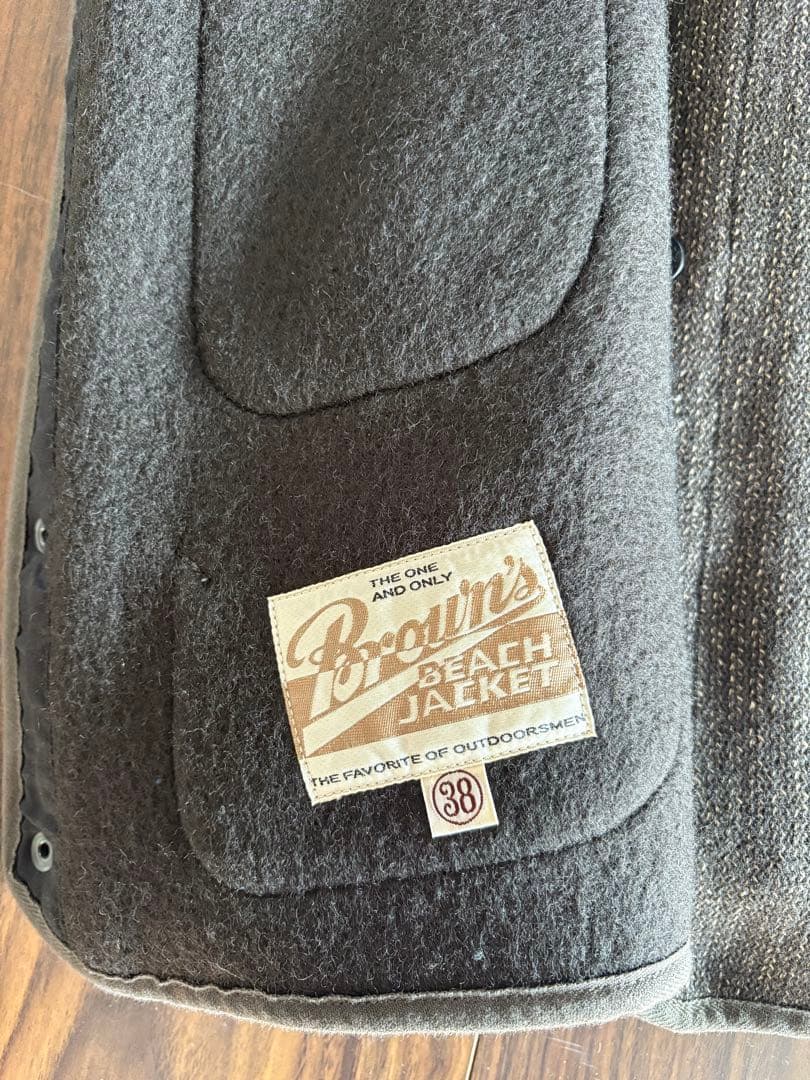 THE ONE
AND ONLY
Brown's
BEACH
JACKET
THE FAVORITE OF OUTDOORSMEN
38